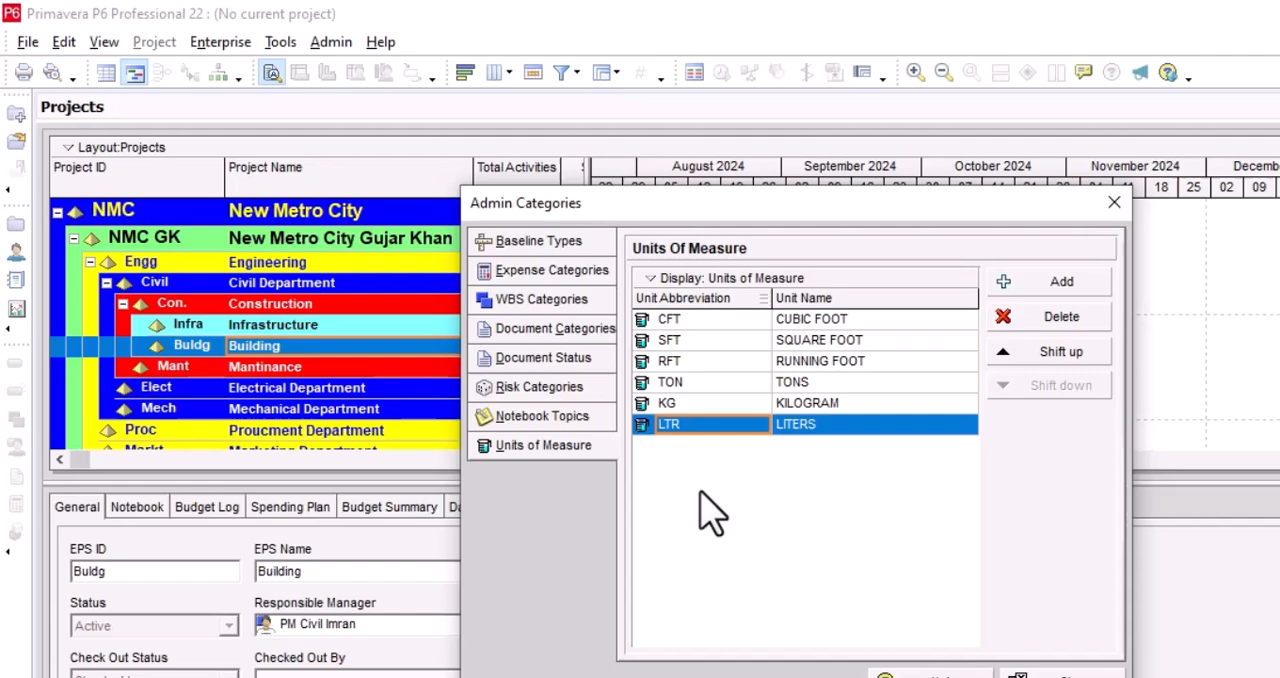 P6 Primavera P6 Professional 22 : (No current project)
File Edit View Project Enterprise Tools Admin Help
Projects
Layout:Projects
Project ID Project Name Total Activities
August 2024 September 2024 October 2024 November 2024
18 25 02 09
NMC New Metro City
NMC GK New Metro City Gujar Khan
Engg Engineering
Civil Civil Department
Con. Construction
Infra Infrastructure
Buldg Building
Mant Mantinance
Elect Electrical Department
Mech Mechanical Department
Proc Proucment Department
Admin Categories
Baseline Types
Expense Categories
WBS Categories
Document Categories
Document Status
Risk Categories
Notebook Topics
Units of Measure
Units Of Measure
Display: Units of Measure
Unit Abbreviation Unit Name
CFT CUBIC FOOT
SFT SQUARE FOOT
RFT RUNNING FOOT
TON TONS
KG KILOGRAM
LTR LITERS
Add
Delete
Shift up
Shift down
General Notebook Budget Log Spending Plan Budget Summary
EPS ID EPS Name
Buldg Building
Status Responsible Manager
Active PM Civil Imran
Check Out Status Checked Out By